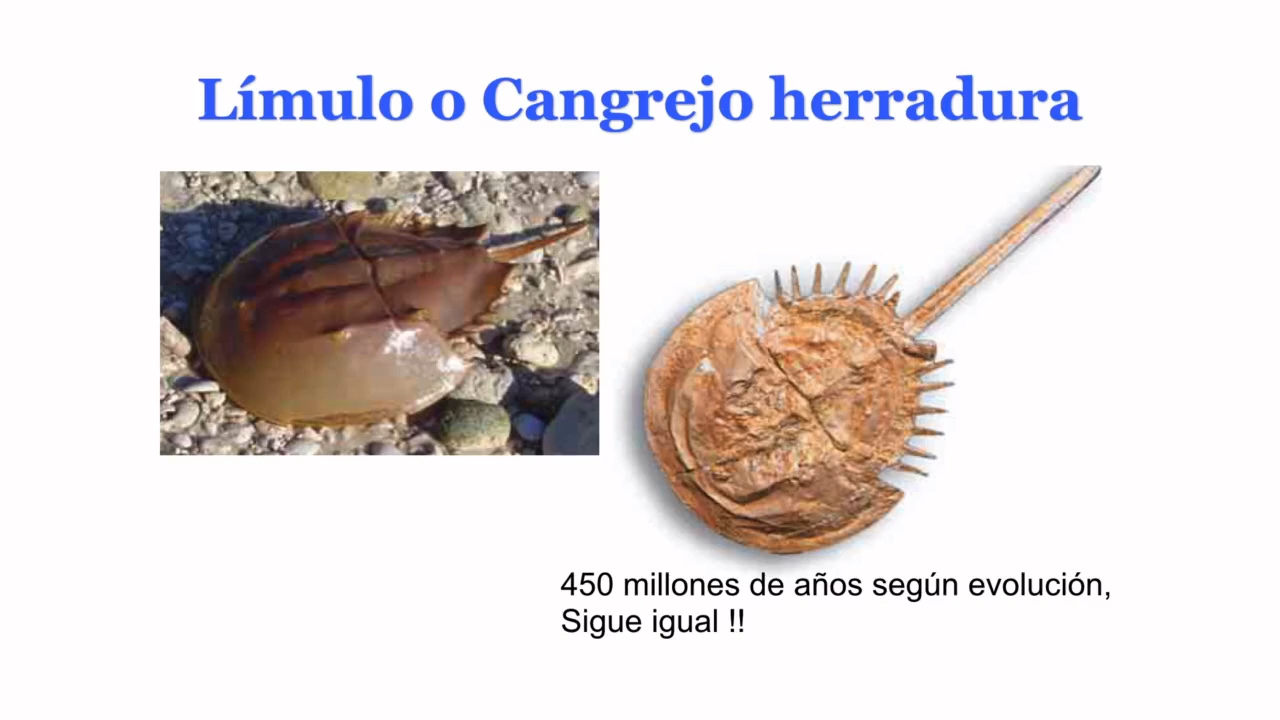 Límulo o Cangrejo herradura
450 millones de años según evolución,
Sigue igual !!